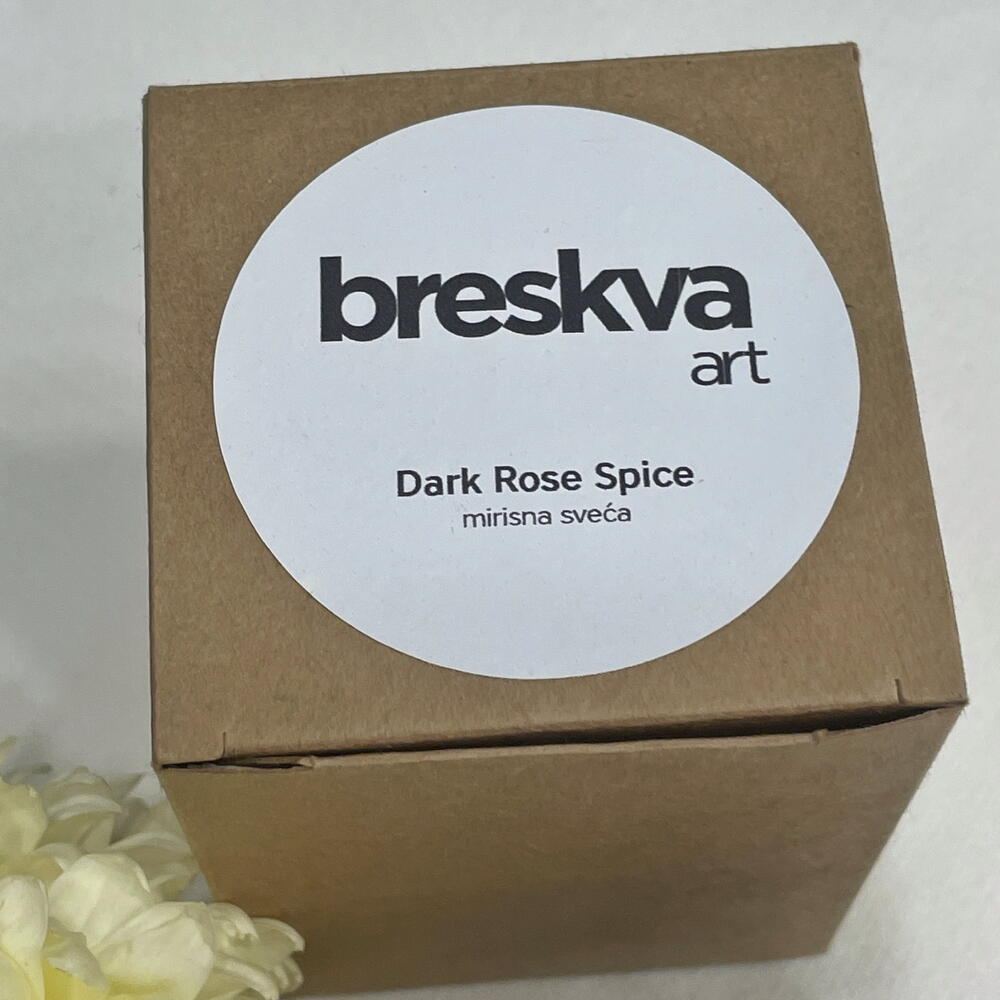 breskva
art
Dark Rose Spice
mirisna sveća